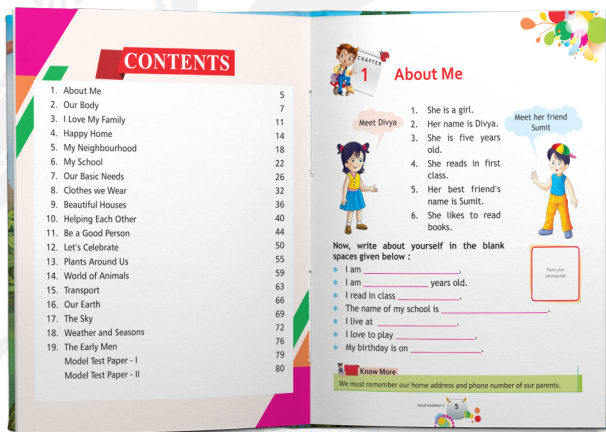 CONTENTS
1. About Me 5
2. Our Body 7
3. I Love My Family 11
4. Happy Home 14
5. My Neighbourhood 18
6. My School 22
7. Our Basic Needs 26
8. Clothes we Wear 32
9. Beautiful Houses 36
10. Helping Each Other 40
11. Be a Good Person 44
12. Let's Celebrate 50
13. Plants Around Us 55
14. World of Animals 59
15. Transport 63
16. Our Earth 66
17. The Sky 69
18. Weather and Seasons 72
19. The Early Men 76
Model Test Paper - I 79
Model Test Paper - II 80
CHAPTER
1
About Me
Meet Divya
1. She is a girl.
2. Her name is Divya.
3. She is five years
old.
4. She reads in first
class.
5. Her best friend's
name is Sumit.
6. She likes to read
books.
Meet her friend
Sumit
Now, write about yourself in the blank
spaces given below :
I am ____________.
I am ____________ years old.
I read in class ____________.
The name of my school is ____________.
I live at ____________.
I love to play ____________.
My birthday is on ____________.
Paste your
photograph
Know More
We must remember our home address and phone number of our parents.
5